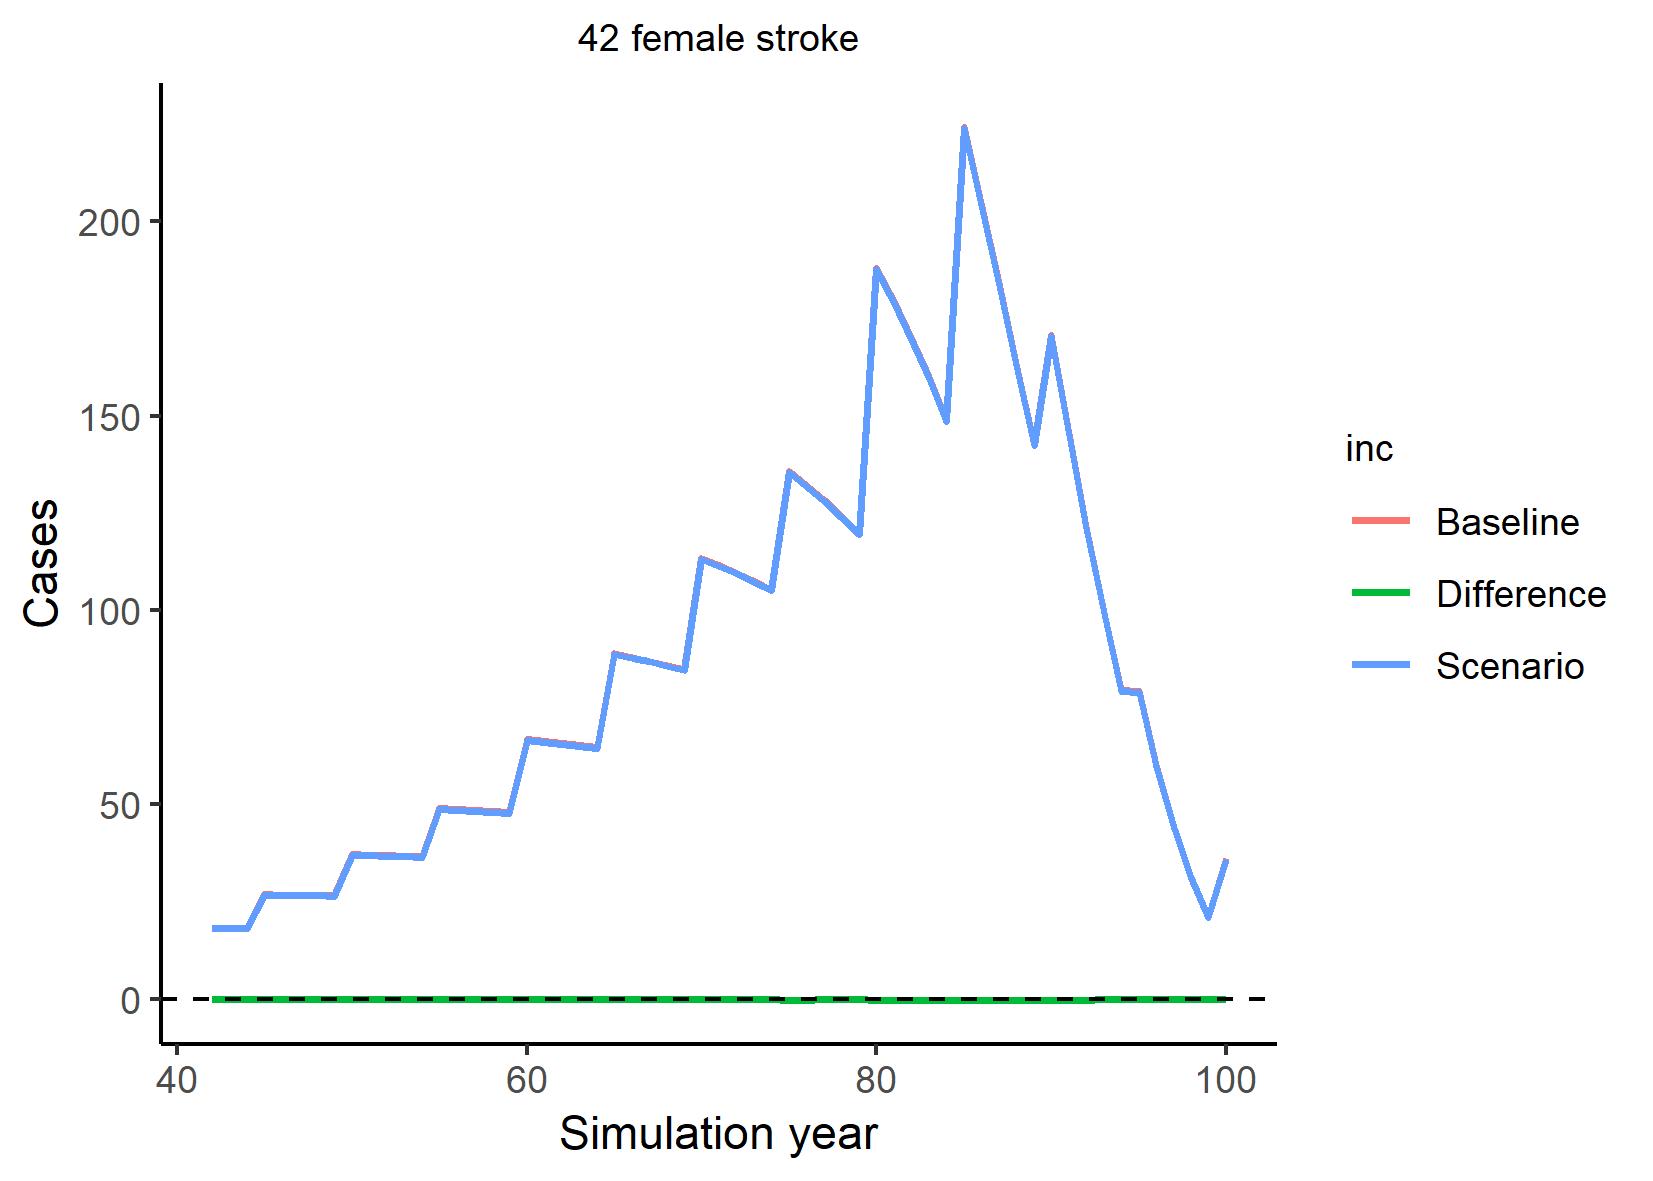 42 female stroke
200
150
100
50
0
Cases
40 60 80 100
Simulation year
inc
Baseline
Difference
Scenario